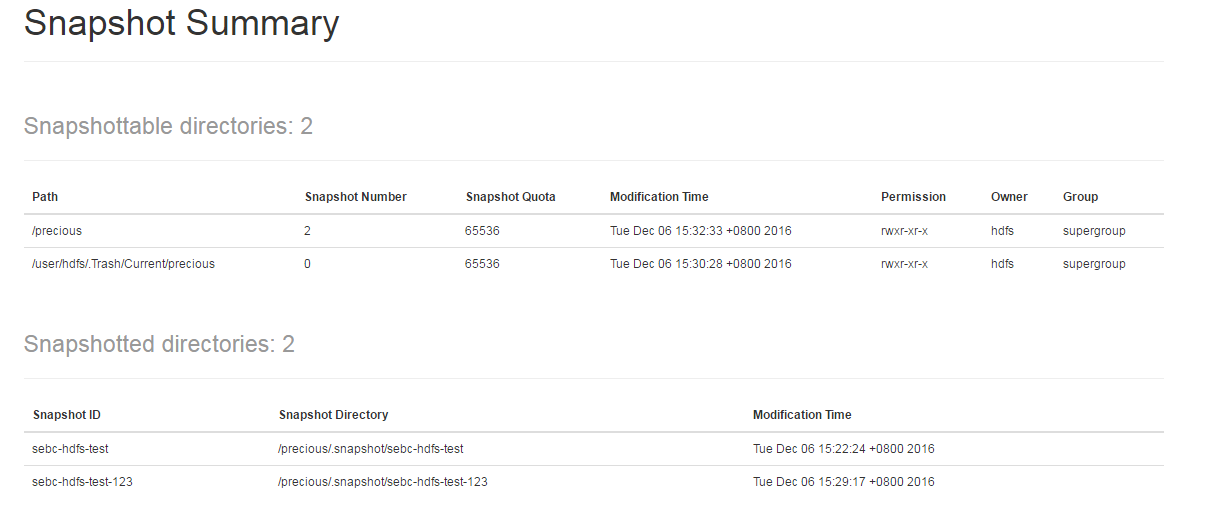 Snapshot Summary
Snapshottable directories: 2
Path Snapshot Number Snapshot Quota Modification Time Permission Owner Group
/precious 2 65536 Tue Dec 06 15:32:33 +0800 2016 rwxr-xr-x hdfs supergroup
/user/hdfs/.Trash/Current/precious 0 65536 Tue Dec 06 15:30:28 +0800 2016 rwxr-xr-x hdfs supergroup
Snapshotted directories: 2
Snapshot ID Snapshot Directory Modification Time
sebc-hdfs-test /precious/.snapshot/sebc-hdfs-test Tue Dec 06 15:22:24 +0800 2016
sebc-hdfs-test-123 /precious/.snapshot/sebc-hdfs-test-123 Tue Dec 06 15:29:17 +0800 2016